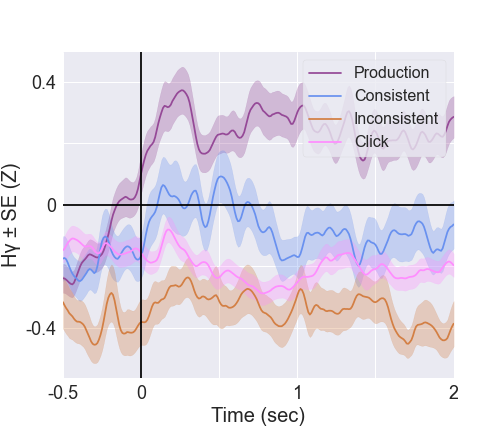 Hγ ± SE (Z)
0.4
0
-0.4
Production
Consistent
Inconsistent
Click
-0.5
0
1
2
Time (sec)